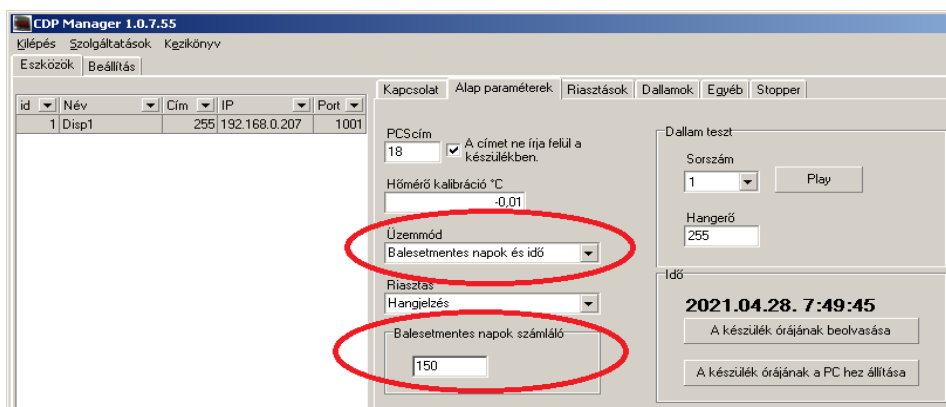 CDP Manager 1.0.7.55
Kilépés Szolgáltatások Kezikönyv
Eszközök Beállítás
id Név Cím IP Port
1 Disp1 255 192.168.0.207 1001
Kapcsolat Alap paraméterek Riasztások Dallamok Egyéb Stopper
PCS cím
18
A címet ne írja felül a
készülékben.
Hőmérő kalibráció °C
-0,01
Üzemmód
Balesetmentes napok és idő
Riasztás
Hangjelzés
Balesetmentes napok számláló
150
Dallam teszt
Sorszám
1 Play
Hangerő
255
Idő
2021.04.28. 7:49:45
A készülék órájának beolvasása
A készülék órájának a PC hez állítása